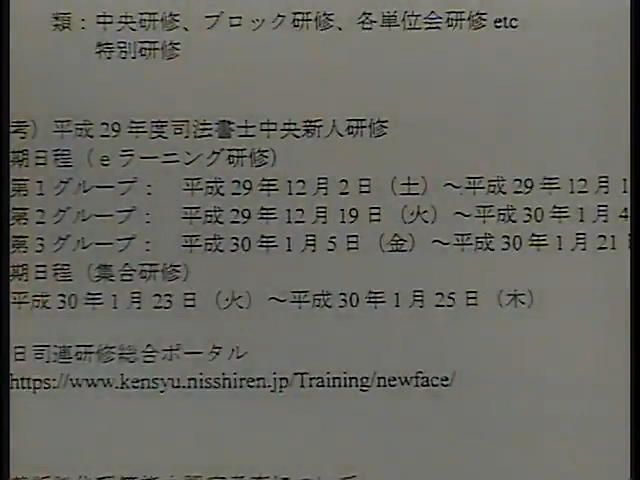 類：中央研修、ブロック研修、各単位会研修 etc
特別研修
考）平成 29 年度司法書士中央新人研修
期日程（ｅラーニング研修）
第１グループ：　平成 29 年 12 月 2 日（土）～平成 29 年 12 月 1
第２グループ：　平成 29 年 12 月 19 日（火）～平成 30 年 1 月 4
第３グループ：　平成 30 年 1 月 5 日（金）～平成 30 年 1 月 21
期日程（集合研修）
平成 30 年 1 月 23 日（火）～平成 30 年 1 月 25 日（木）
日司連研修総合ポータル
https://www.kensyu.nisshiren.jp/Training/newface/